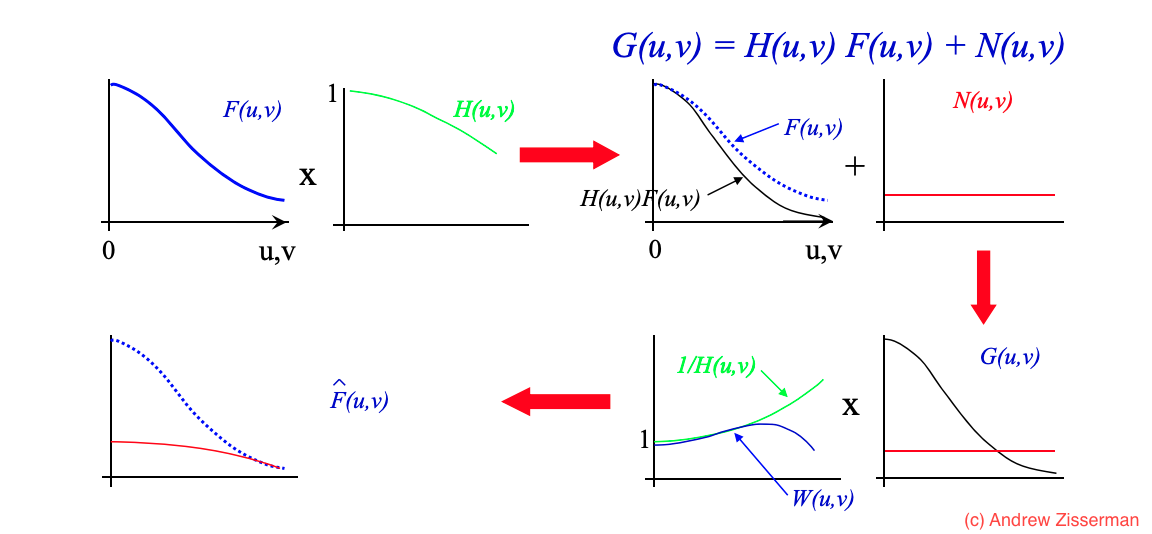 G(u,v) = H(u,v) F(u,v) + N(u,v)
F(u,v)
x
1
H(u,v)
0
u,v
F(u,v)
H(u,v)F(u,v)
0
u,v
+
N(u,v)
F̂(u,v)
1/H(u,v)
1
W(u,v)
x
G(u,v)
(c) Andrew Zisserman